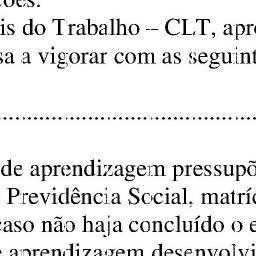 ções:
is do Trabalho – CLT, apro
sa a vigorar com as seguint
........................................
de aprendizagem pressupõ
Previdência Social, matríc
caso não haja concluído o e
e aprendizagem desenvolvi